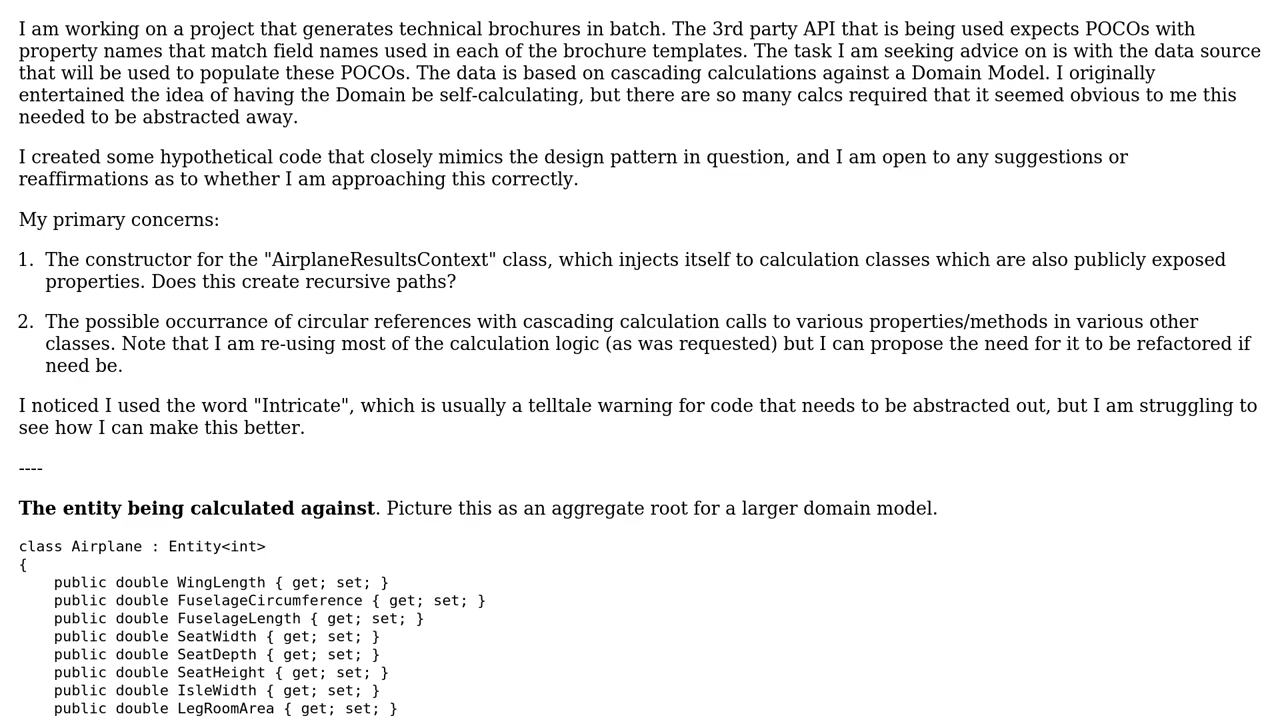 I am working on a project that generates technical brochures in batch. The 3rd party API that is being used expects POCOs with
property names that match field names used in each of the brochure templates. The task I am seeking advice on is with the data source
that will be used to populate these POCOs. The data is based on cascading calculations against a Domain Model. I originally
entertained the idea of having the Domain be self-calculating, but there are so many calcs required that it seemed obvious to me this
needed to be abstracted away.
I created some hypothetical code that closely mimics the design pattern in question, and I am open to any suggestions or
reaffirmations as to whether I am approaching this correctly.
My primary concerns:
1. The constructor for the "AirplaneResultsContext" class, which injects itself to calculation classes which are also publicly exposed
properties. Does this create recursive paths?
2. The possible occurrance of circular references with cascading calculation calls to various properties/methods in various other
classes. Note that I am re-using most of the calculation logic (as was requested) but I can propose the need for it to be refactored if
need be.
I noticed I used the word "Intricate", which is usually a telltale warning for code that needs to be abstracted out, but I am struggling to
see how I can make this better.
----
The entity being calculated against. Picture this as an aggregate root for a larger domain model.
class Airplane : Entity<int>
{
    public double WingLength { get; set; }
    public double FuselageCircumference { get; set; }
    public double FuselageLength { get; set; }
    public double SeatWidth { get; set; }
    public double SeatDepth { get; set; }
    public double SeatHeight { get; set; }
    public double IsleWidth { get; set; }
    public double LegRoomArea { get; set; }